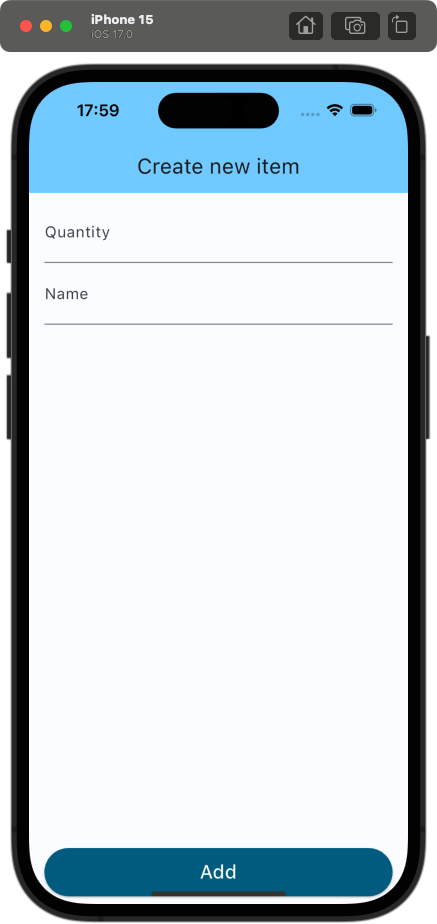 iPhone 15
iOS 17.0
17:59
Create new item
Quantity
Name
Add